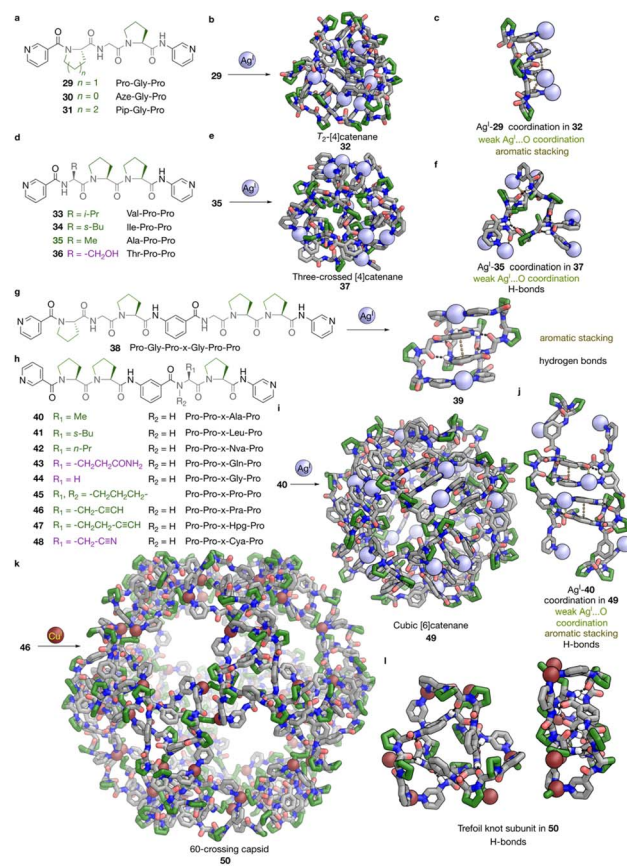 a
O
N
N
H
O
N
O
H
N
O
N
n
29 n = 1 Pro-Gly-Pro
30 n = 0 Aze-Gly-Pro
31 n = 2 Pip-Gly-Pro
b
29
Ag^I
T₂-[4]catenane
32
c
Ag^I-29 coordination in 32
weak Ag^I...O coordination
aromatic stacking
d
R
33 R = i-Pr Val-Pro-Pro
34 R = s-Bu Ile-Pro-Pro
35 R = Me Ala-Pro-Pro
36 R = -CH₂OH Thr-Pro-Pro
e
35
Ag^I
Three-crossed [4]catenane
37
f
Ag^I-35 coordination in 37
weak Ag^I...O coordination
H-bonds
g
38 Pro-Gly-Pro-x-Gly-Pro-Pro
Ag^I
39
aromatic stacking
hydrogen bonds
h
R₁
R₂
40 R₁ = Me R₂ = H Pro-Pro-x-Ala-Pro
41 R₁ = s-Bu R₂ = H Pro-Pro-x-Leu-Pro
42 R₁ = n-Pr R₂ = H Pro-Pro-x-Nva-Pro
43 R₁ = -CH₂CH₂CONH₂ R₂ = H Pro-Pro-x-Gln-Pro
44 R₁ = H R₂ = H Pro-Pro-x-Gly-Pro
45 R₁, R₂ = -CH₂CH₂CH₂- Pro-Pro-x-Pro-Pro
46 R₁ = -CH₂-C≡CH R₂ = H Pro-Pro-x-Pra-Pro
47 R₁ = -CH₂-CH₂-C≡CH R₂ = H Pro-Pro-x-Hpg-Pro
48 R₁ = -CH₂-C≡N R₂ = H Pro-Pro-x-Cya-Pro
i
40
Ag^I
Cubic [6]catenane
49
j
Ag^I-40
coordination in 49
weak Ag^I...O
coordination
aromatic stacking
H-bonds
k
46
Cu
60-crossing capsid
50
l
Trefoil knot subunit in 50
H-bonds